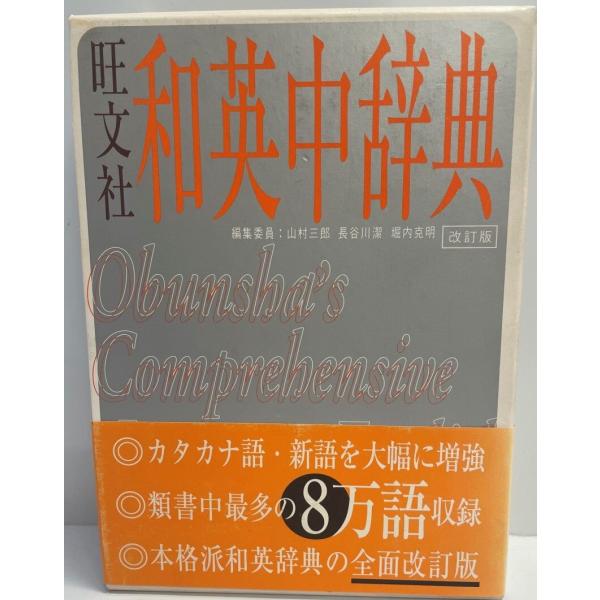 旺文社
和英中辞典
編集委員:山村三郎 長谷川潔 堀内克明 改訂版
Obunsha's
Comprehensive
◎カタカナ語・新語を大幅に増強
◎類書中最多の8万語収録
◎本格派和英辞典の全面改訂版